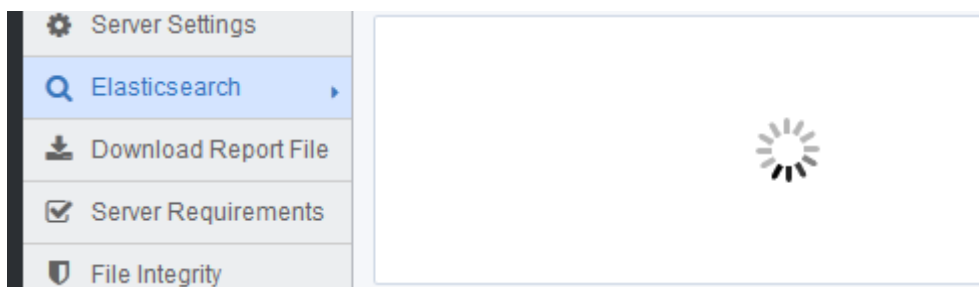 Server Settings
Elasticsearch
Download Report File
Server Requirements
File Integrity